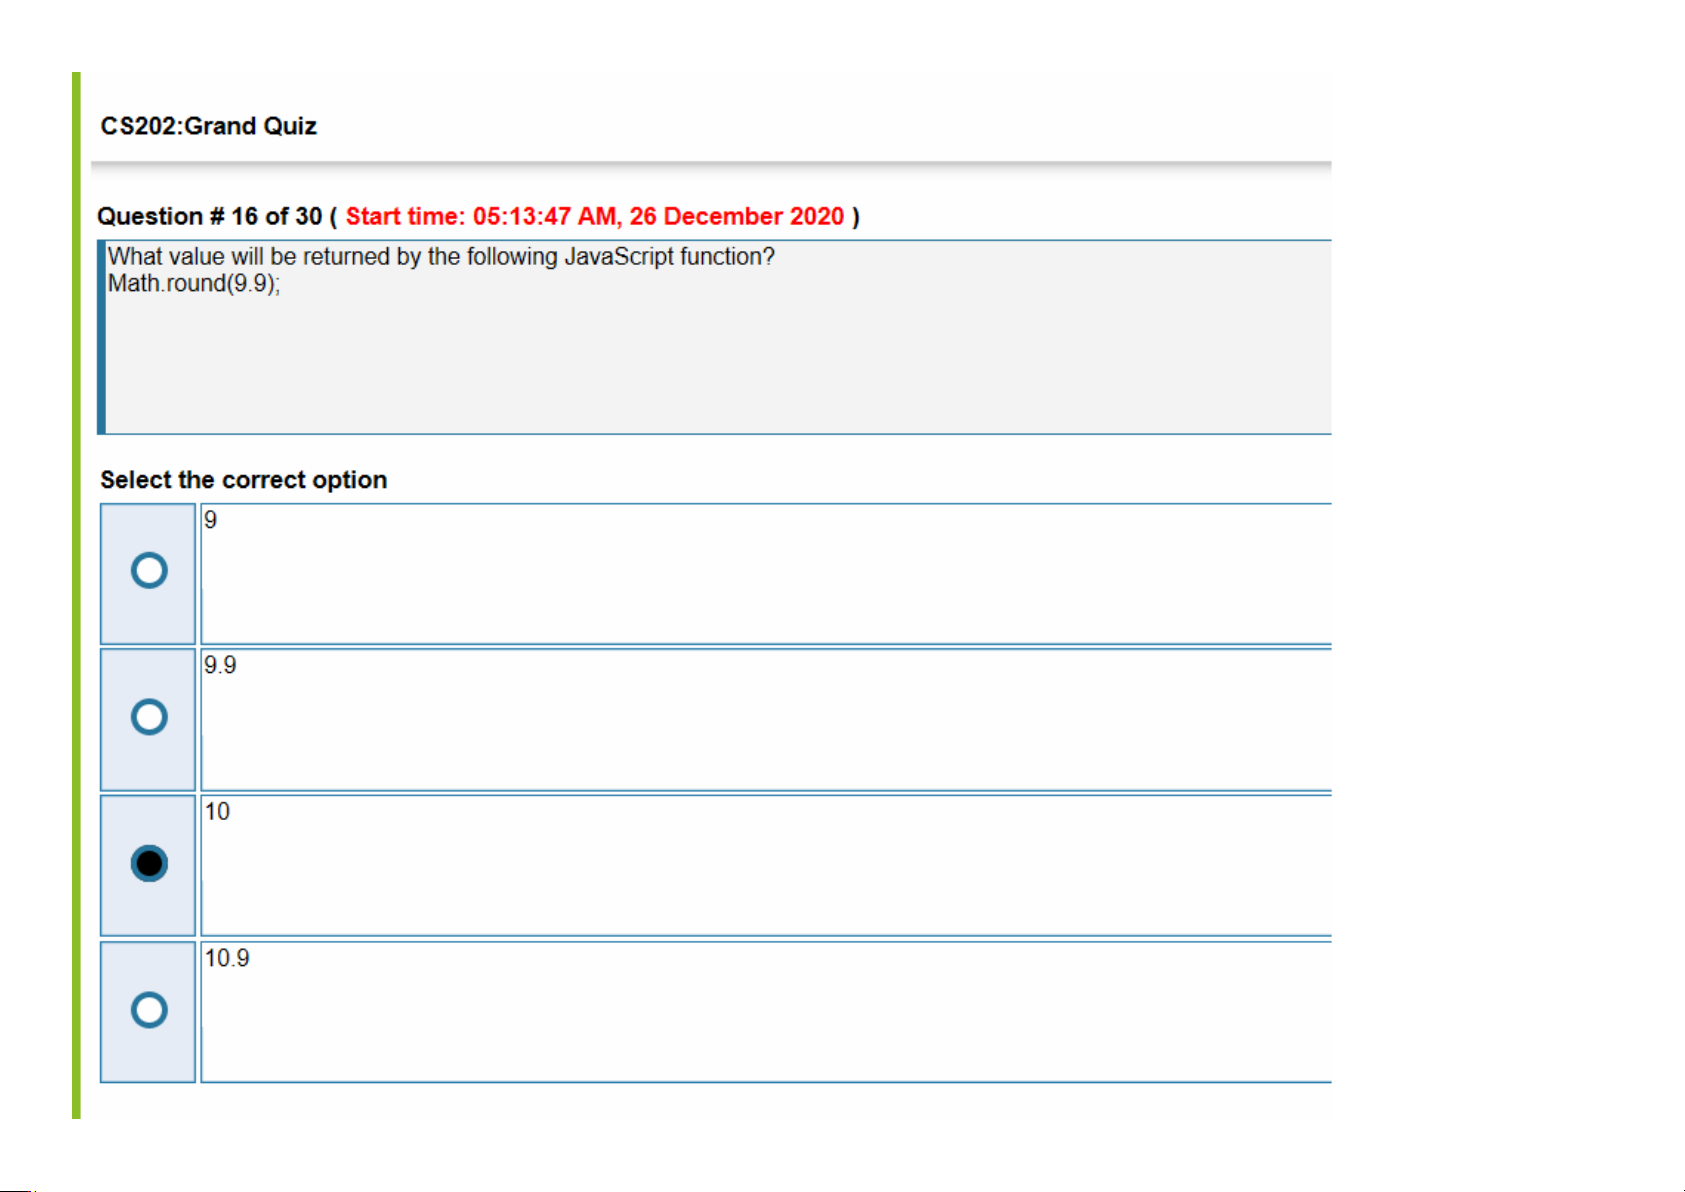 CS202:Grand Quiz
Question # 16 of 30 ( Start time: 05:13:47 AM, 26 December 2020 )
What value will be returned by the following JavaScript function?
Math.round(9.9);
Select the correct option
9
9.9
10
10.9